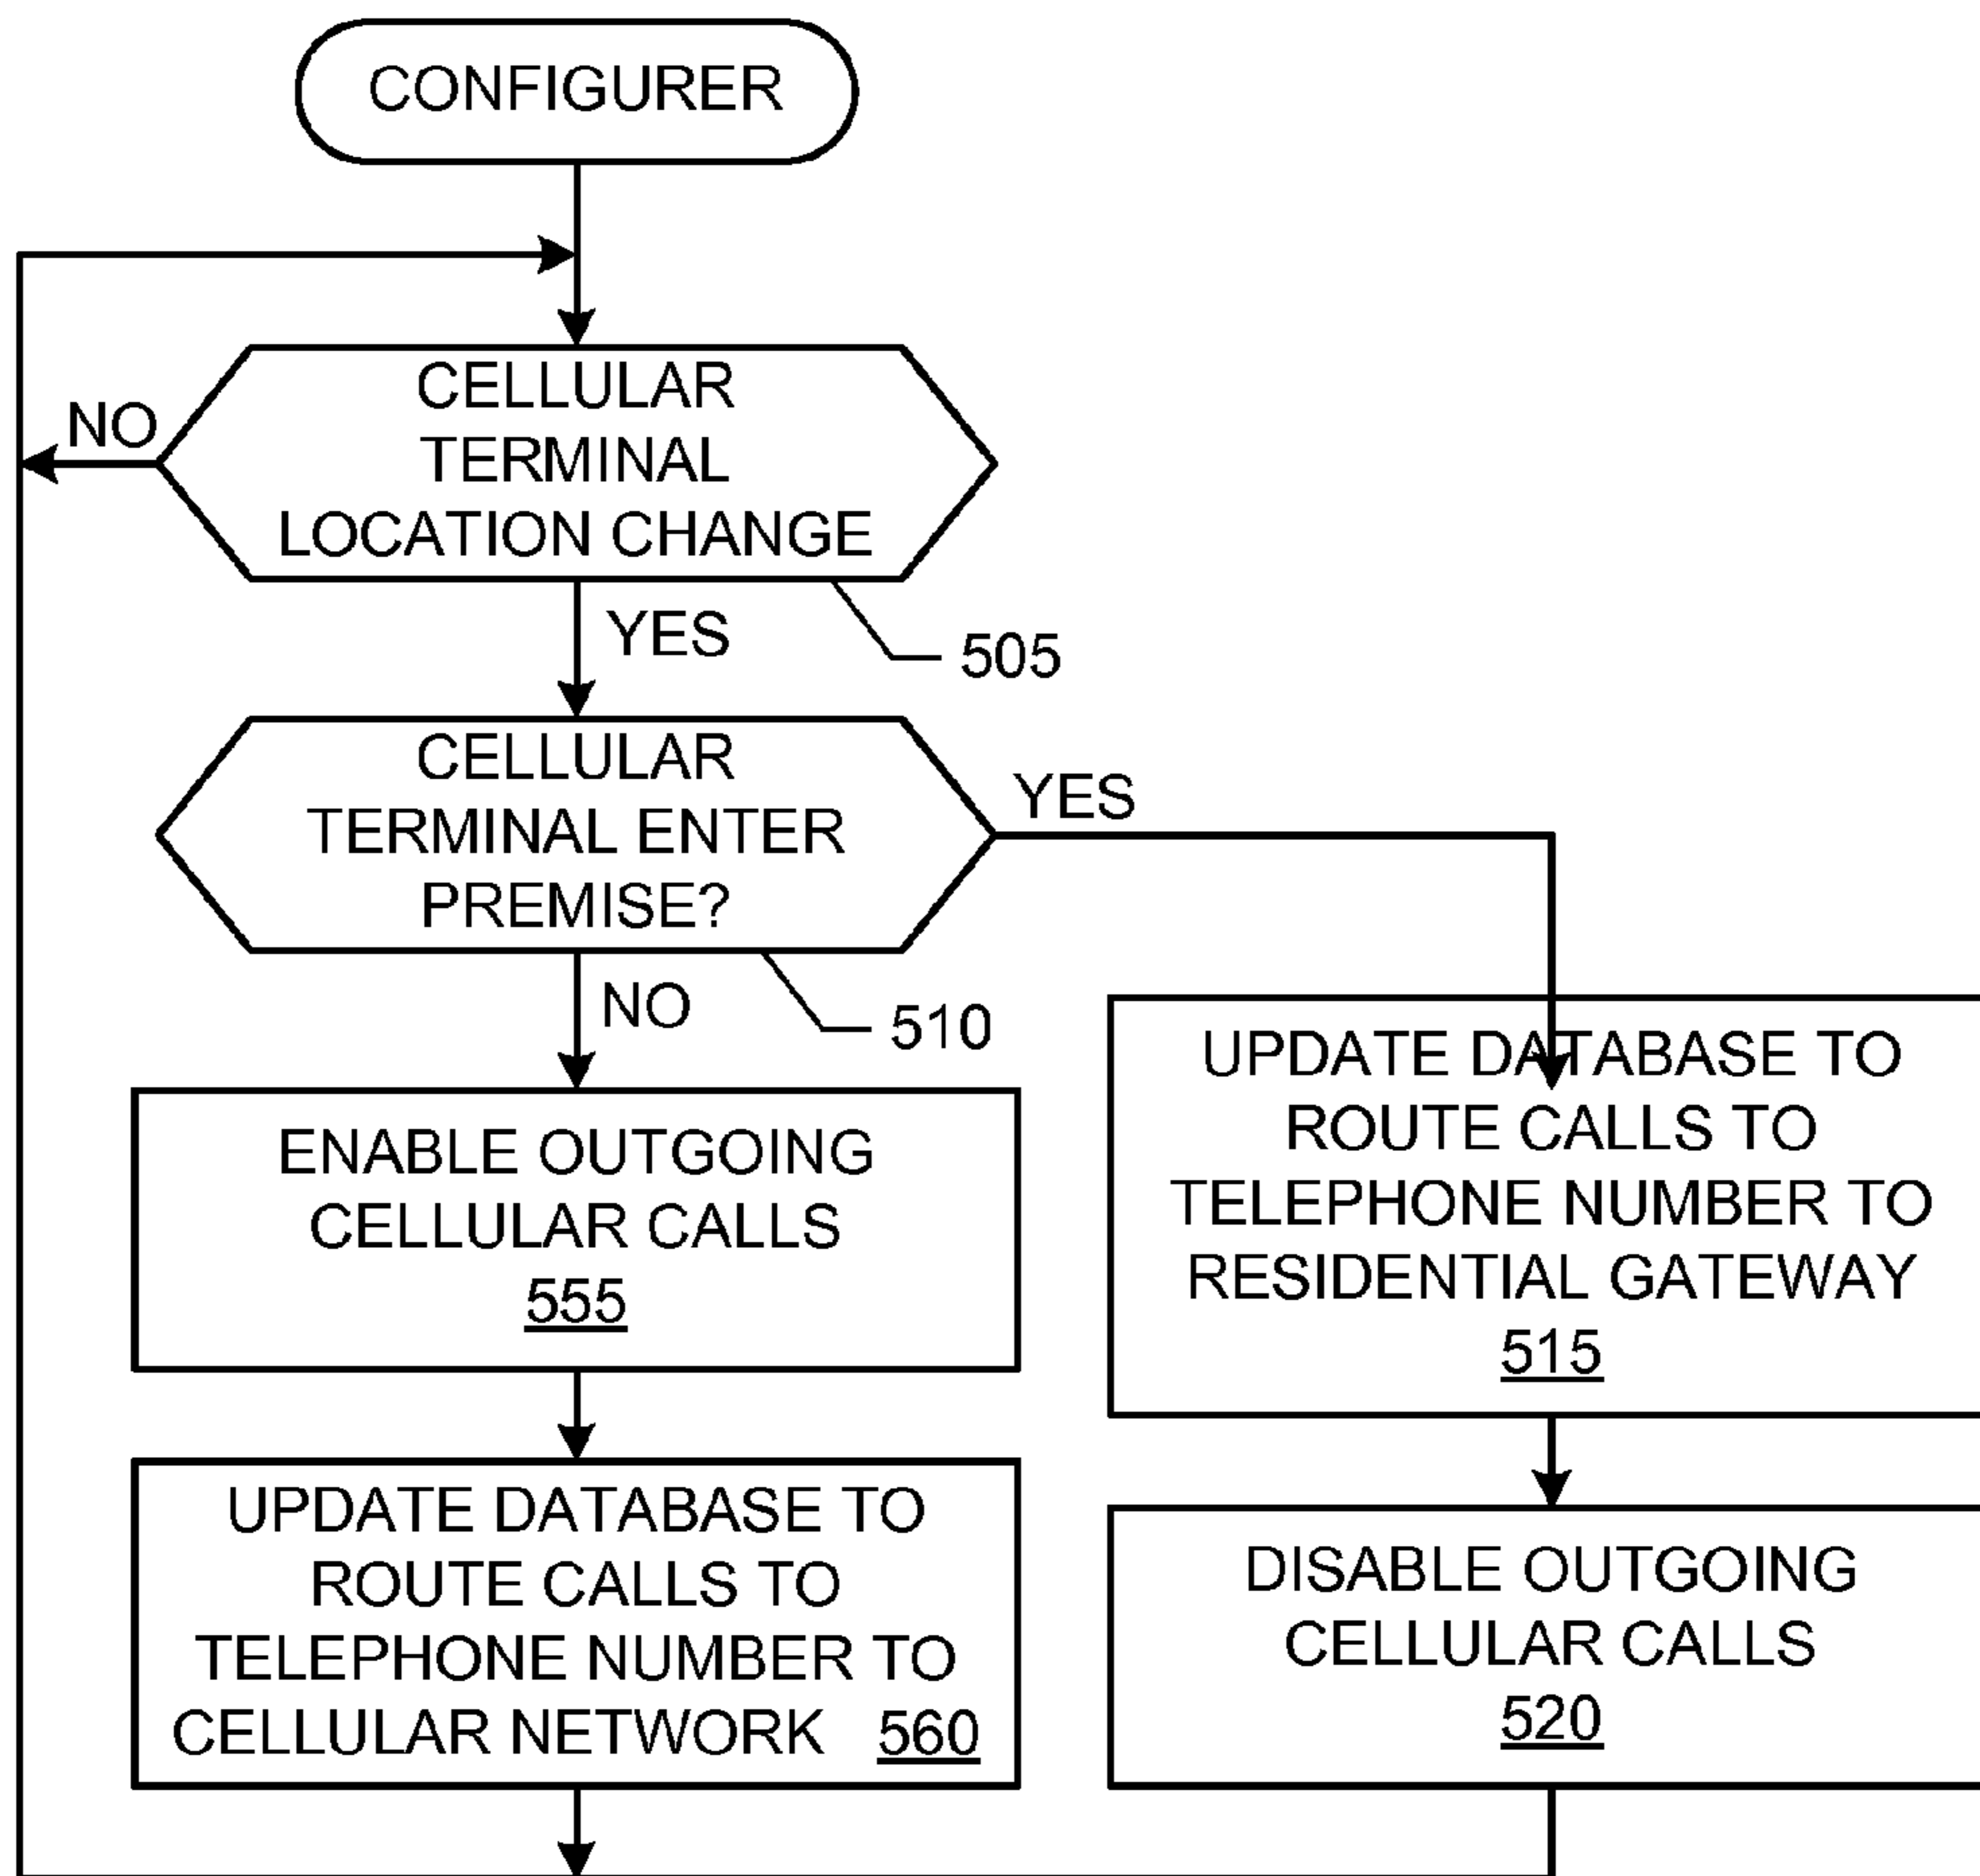 CONFIGURER
CELLULAR
TERMINAL
LOCATION CHANGE
NO
YES
505
CELLULAR
TERMINAL ENTER
PREMISE?
YES
NO
510
ENABLE OUTGOING
CELLULAR CALLS
555
UPDATE DATABASE TO
ROUTE CALLS TO
TELEPHONE NUMBER TO
RESIDENTIAL GATEWAY
515
UPDATE DATABASE TO
ROUTE CALLS TO
TELEPHONE NUMBER TO
CELLULAR NETWORK 560
DISABLE OUTGOING
CELLULAR CALLS
520